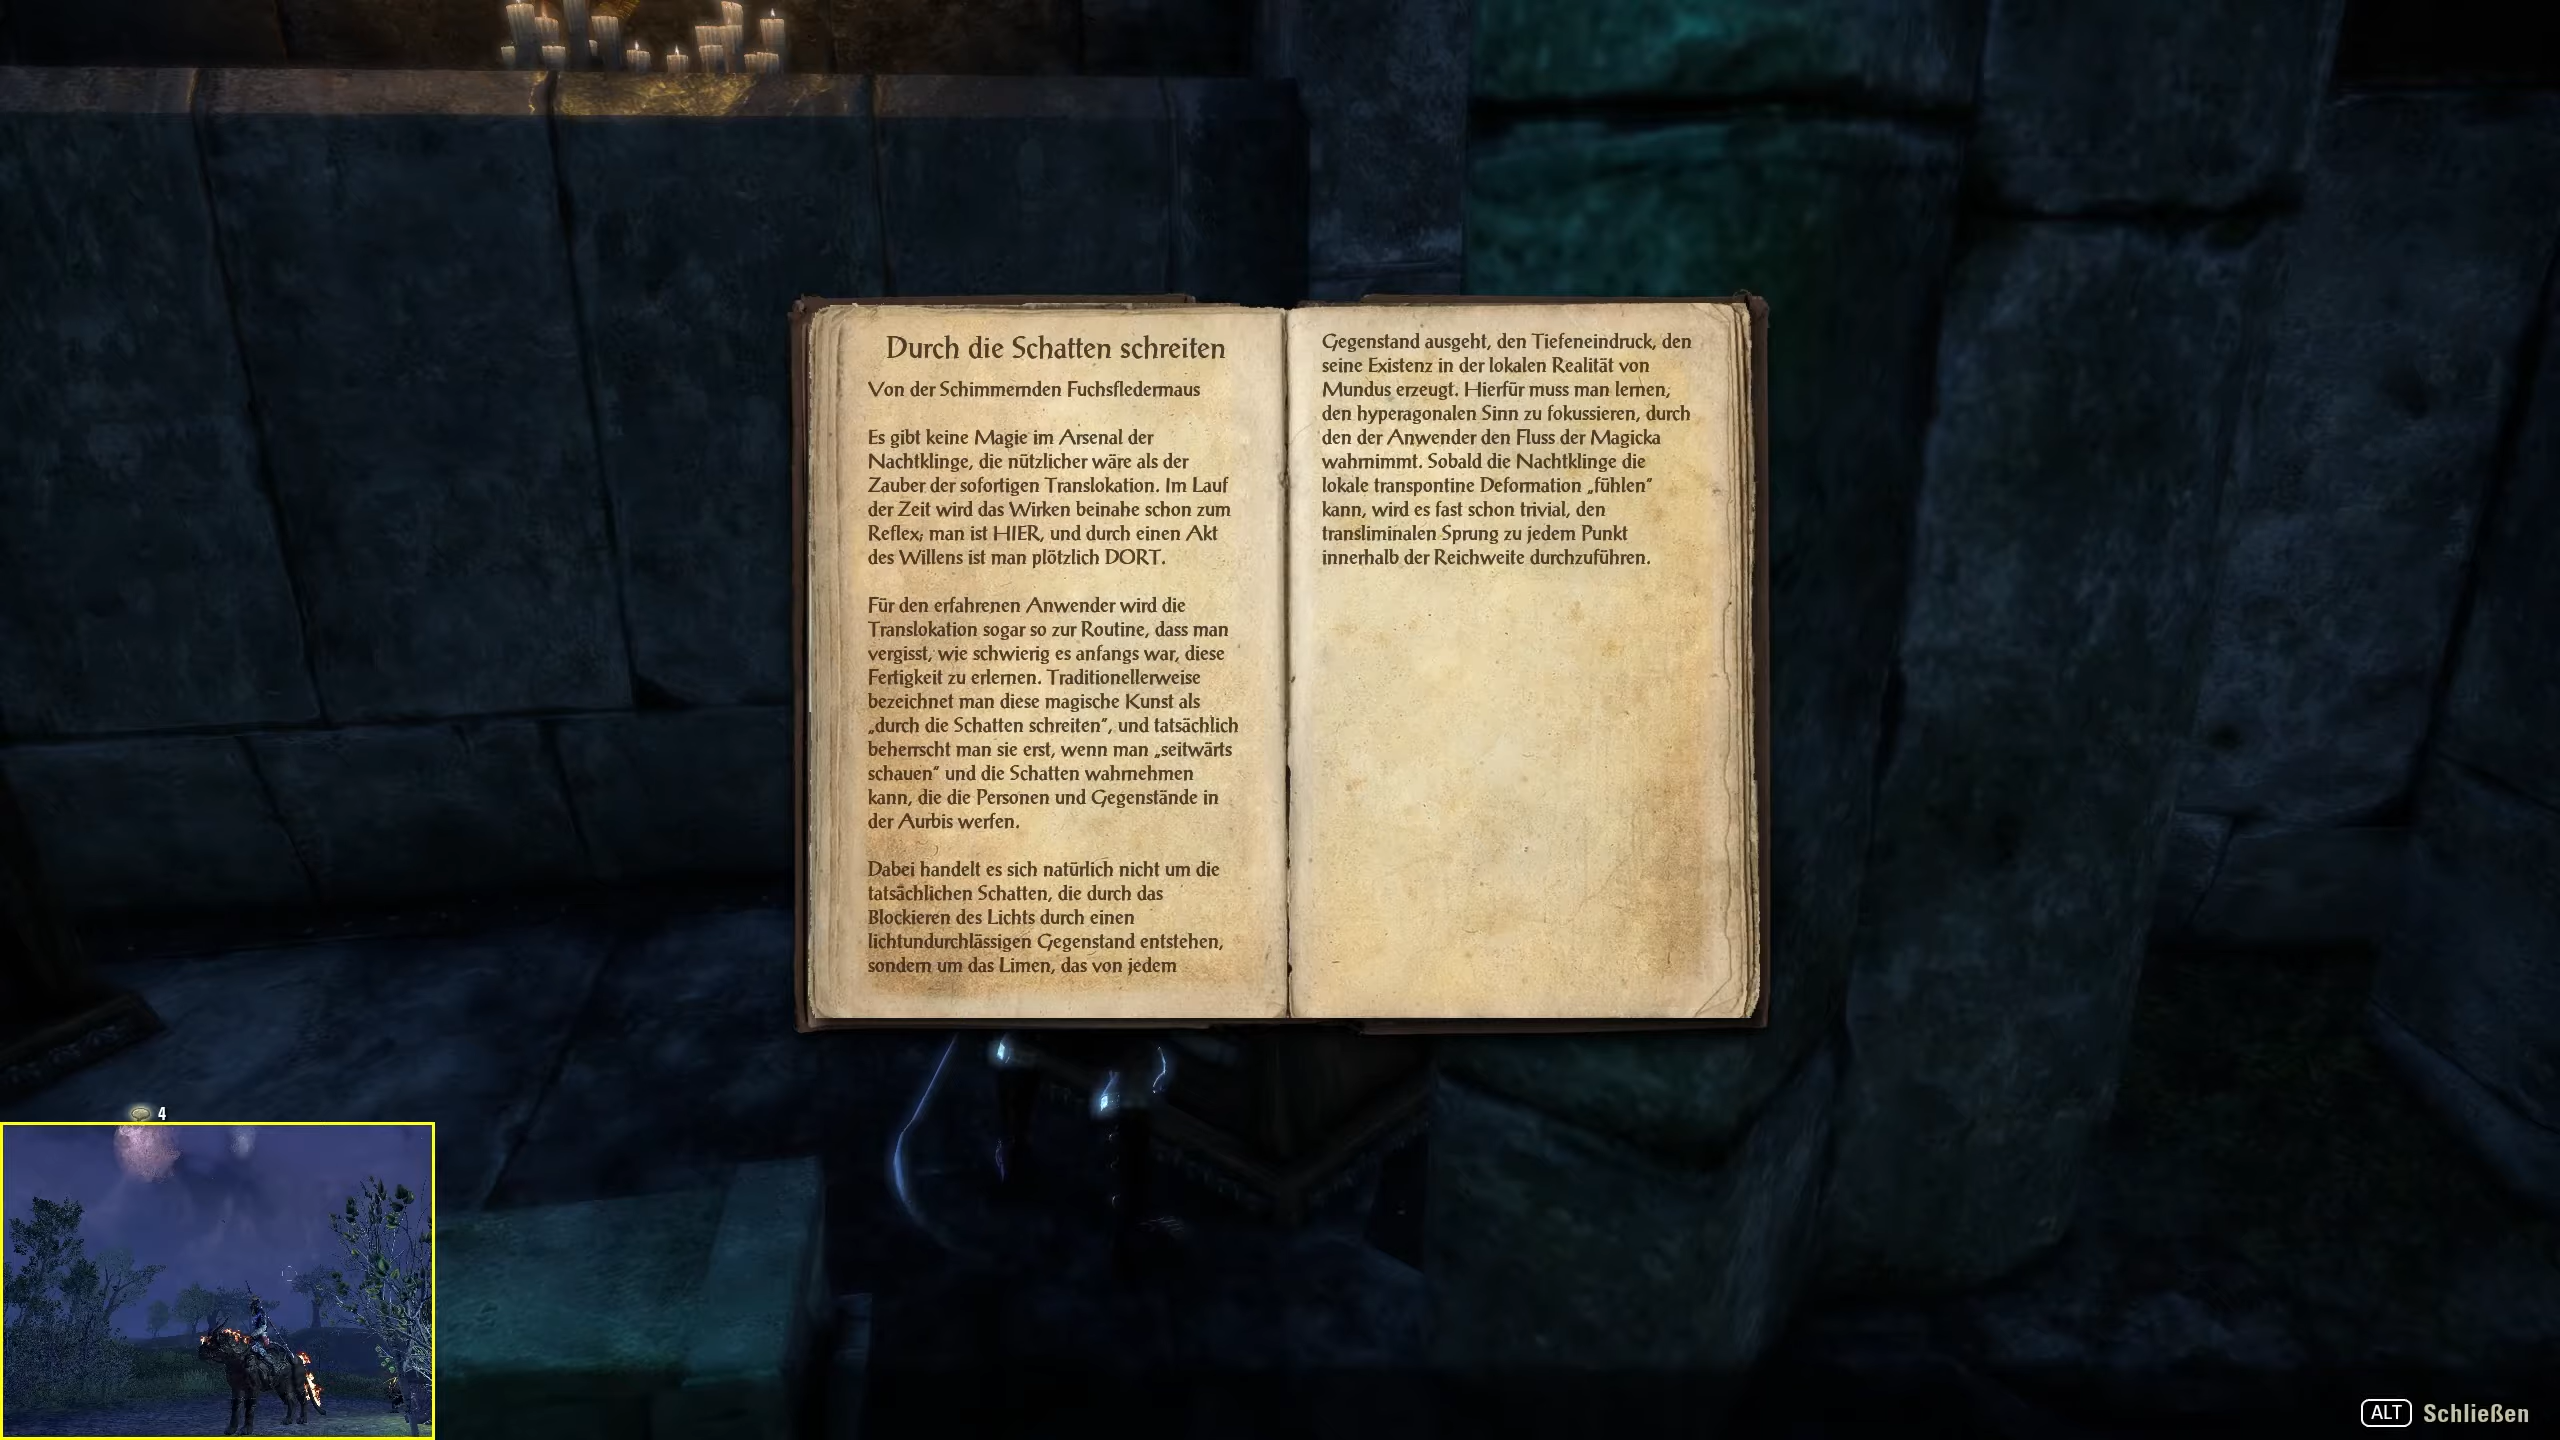 Durch die Schatten schreiten
Von der Schimmernden Fuchsfledermaus
Es gibt keine Magie im Arsenal der
Nachtklinge, die nützlicher wäre als der
Zauber der sofortigen Translokation. Im Lauf
der Zeit wird das Wirken beinahe schon zum
Reflex; man ist HIER, und durch einen Akt
des Willens ist man plötzlich DORT.
Für den erfahrenen Anwender wird die
Translokation sogar so zur Routine, dass man
vergisst, wie schwierig es anfangs war, diese
Fertigkeit zu erlernen. Traditionellerweise
bezeichnet man diese magische Kunst als
„durch die Schatten schreiten“, und tatsächlich
beherrscht man sie erst, wenn man „seitwärts
schauen“ und die Schatten wahrnehmen
kann, die die Personen und Gegenstände in
der Aurbis werfen.
Dabei handelt es sich natürlich nicht um die
tatsächlichen Schatten, die durch das
Blockieren des Lichts durch einen
lichtundurchlässigen Gegenstand entstehen,
sondern um das Limen, das von jedem
Gegenstand ausgeht, den Tiefeneindruck, den
seine Existenz in der lokalen Realität von
Mundus erzeugt. Hierfür muss man lernen,
den hyperagonalen Sinn zu fokussieren, durch
den der Anwender den Fluss der Magicka
wahrnimmt. Sobald die Nachtklinge die
lokale transpontine Deformation „fühlen“
kann, wird es fast schon trivial, den
transliminalen Sprung zu jedem Punkt
innerhalb der Reichweite durchzuführen.
4
ALT Schließen